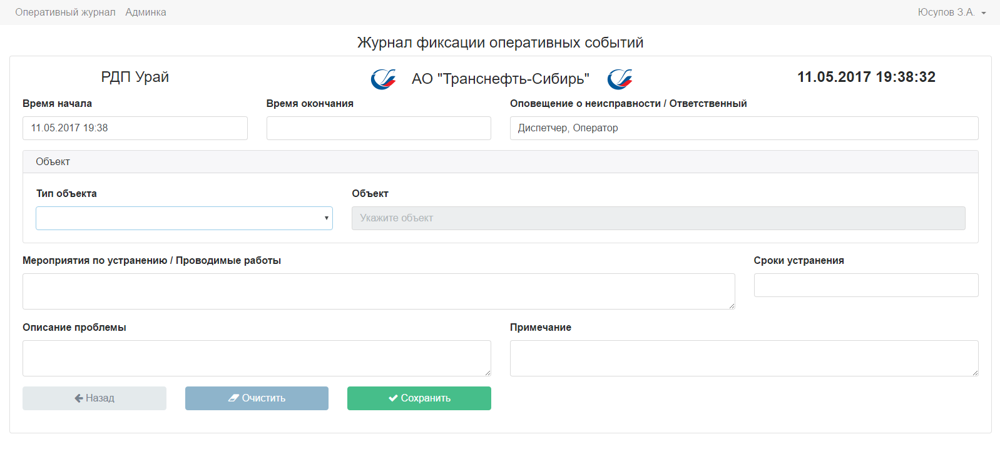 Оперативный журнал Админка Юсупов З.А.
Журнал фиксации оперативных событий
РДП Урай АО "Транснефть-Сибирь" 11.05.2017 19:38:32
Время начала Время окончания Оповещение о неисправности / Ответственный
11.05.2017 19:38 Диспетчер, Оператор
Объект
Тип объекта Объект
Укажите объект
Мероприятия по устранению / Проводимые работы Сроки устранения
Описание проблемы Примечание
Назад Очистить Сохранить